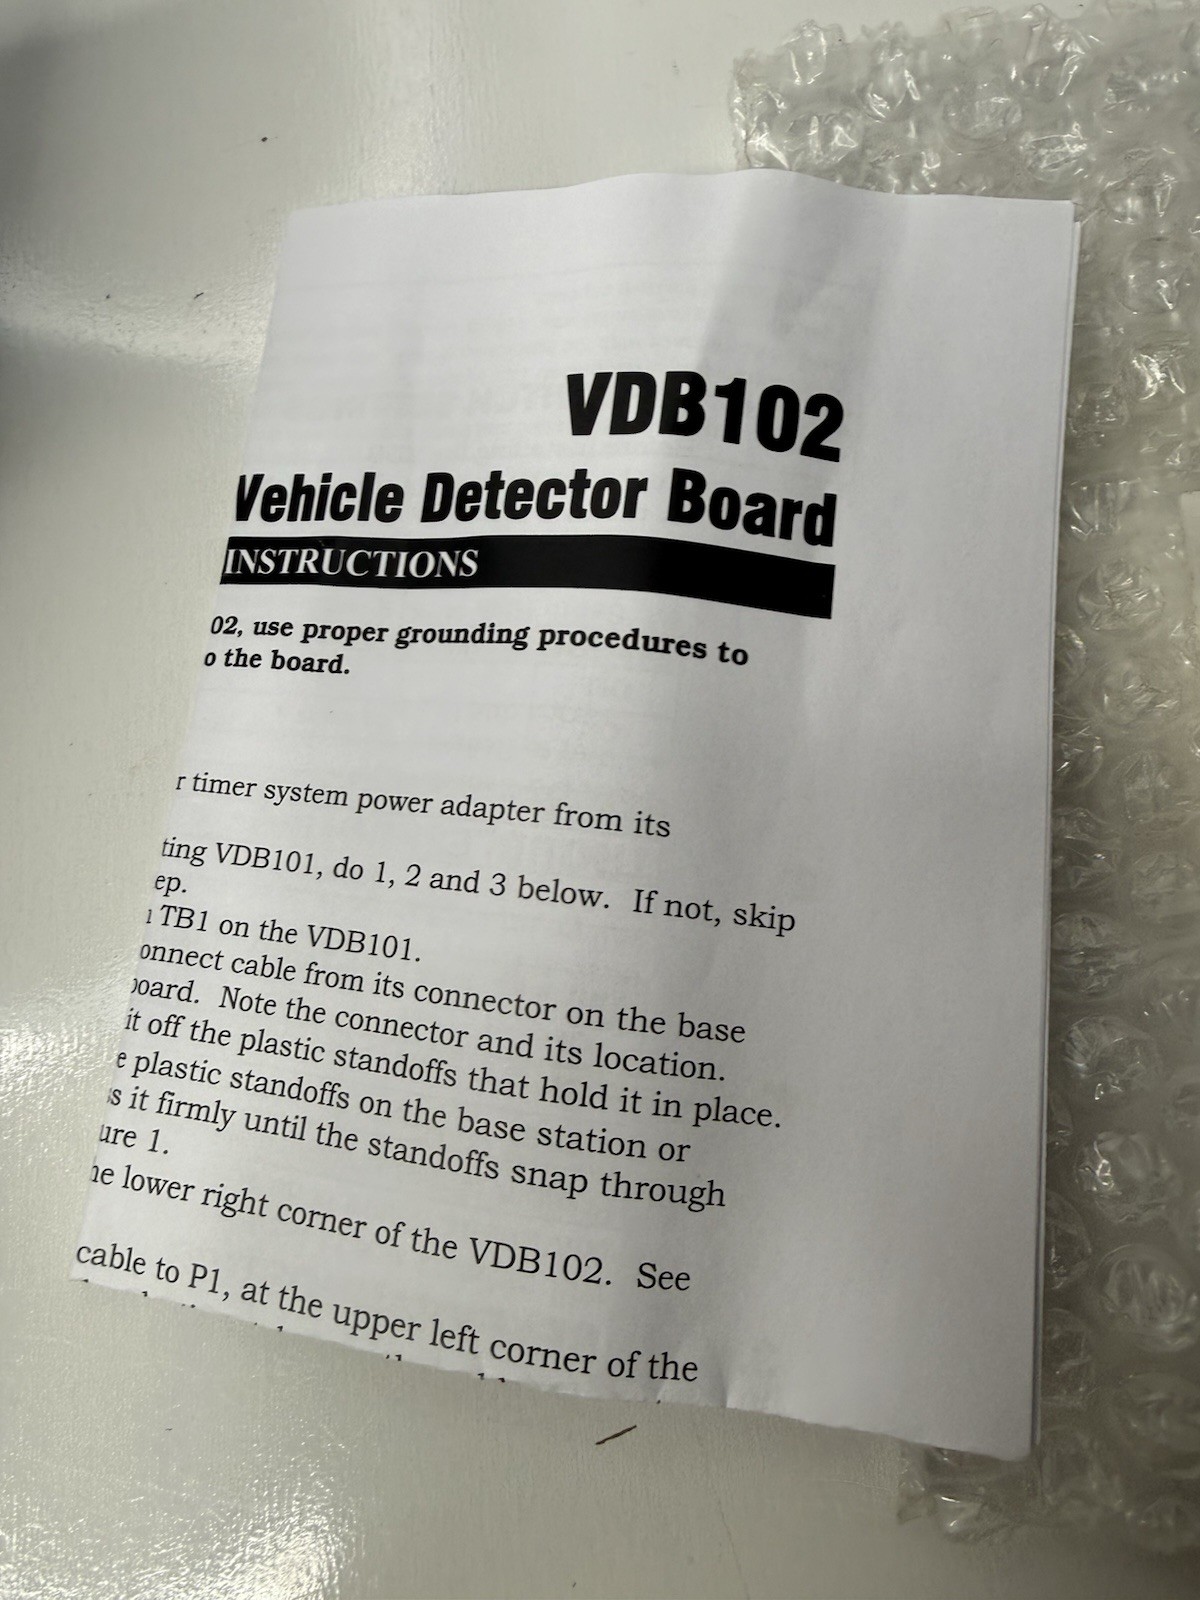 VDB102
Vehicle Detector Board
INSTRUCTIONS
02, use proper grounding procedures to
o the board.
r timer system power adapter from its
ting VDB101, do 1, 2 and 3 below. If not, skip
ep.
TB1 on the VDB101.
onnect cable from its connector on the base
oard. Note the connector and its location.
it off the plastic standoffs that hold it in place.
e plastic standoffs on the base station or
s it firmly until the standoffs snap through
ure 1.
he lower right corner of the VDB102. See
cable to P1, at the upper left corner of the